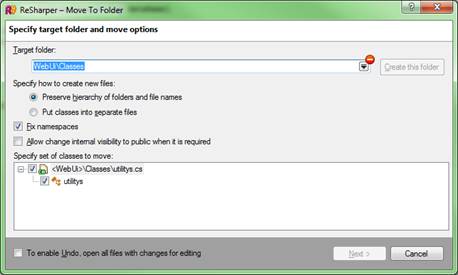 ReSharper – Move To Folder
Specify target folder and move options
Target folder:
WebUi\Classes
Create this folder
Specify how to create new files:
Preserve hierarchy of folders and file names
Put classes into separate files
Fix namespaces
Allow change internal visibility to public when it is required
Specify set of classes to move:
<WebUi>\Classes\utilitys.cs
utilitys
To enable Undo, open all files with changes for editing
Next >
Cancel